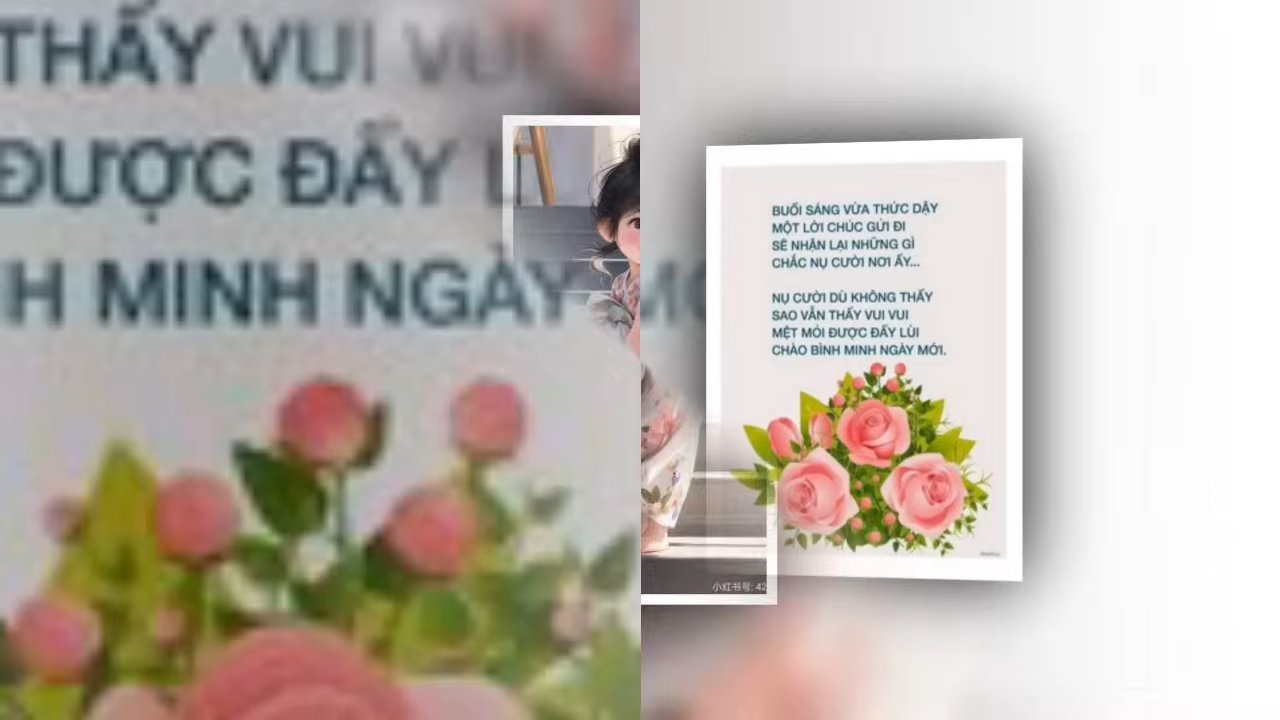 THẤY VUI VUI
ĐƯỢC ĐẨY L
H MINH NGÀY MỚ
BUỔI SÁNG VỪA THỨC DẬY
MỘT LỜI CHÚC GỬI ĐI
SẼ NHẬN LẠI NHỮNG GÌ
CHẮC NỤ CƯỜI NƠI ẤY...
NỤ CƯỜI DÙ KHÔNG THẤY
SAO VẪN THẤY VUI VUI
MỆT MỎI ĐƯỢC ĐẨY LÙI
CHÀO BÌNH MINH NGÀY MỚI.
小红书号: 42